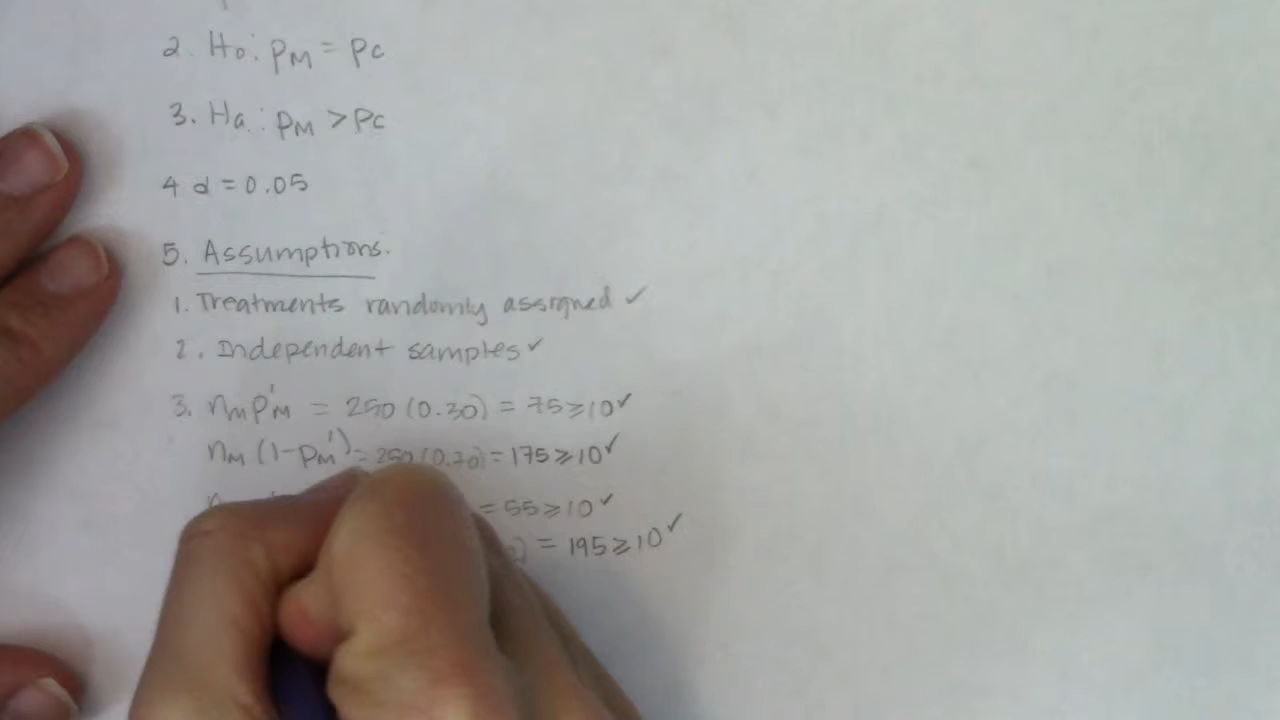 2. Ho: pM = pc
3. Ha: pM > pc
4 α = 0.05
5. Assumptions.
1. Treatments randomly assigned ✓
2. Independent samples ✓
3. nMp'M = 250 (0.30) = 75 ≥ 10 ✓
nM (1-pM') = 250 (0.70) = 175 ≥ 10 ✓
= 55 ≥ 10 ✓
) = 195 ≥ 10 ✓